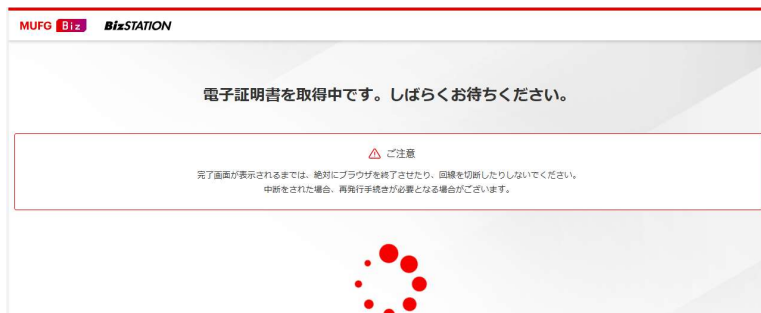 MUFG Biz BizSTATION
電子証明書を取得中です。しばらくお待ちください。
ご注意
完了画面が表示されるまでは、絶対にブラウザを終了させたり、回線を切断したりしないでください。
中断をされた場合、再発行手続きが必要となる場合がございます。